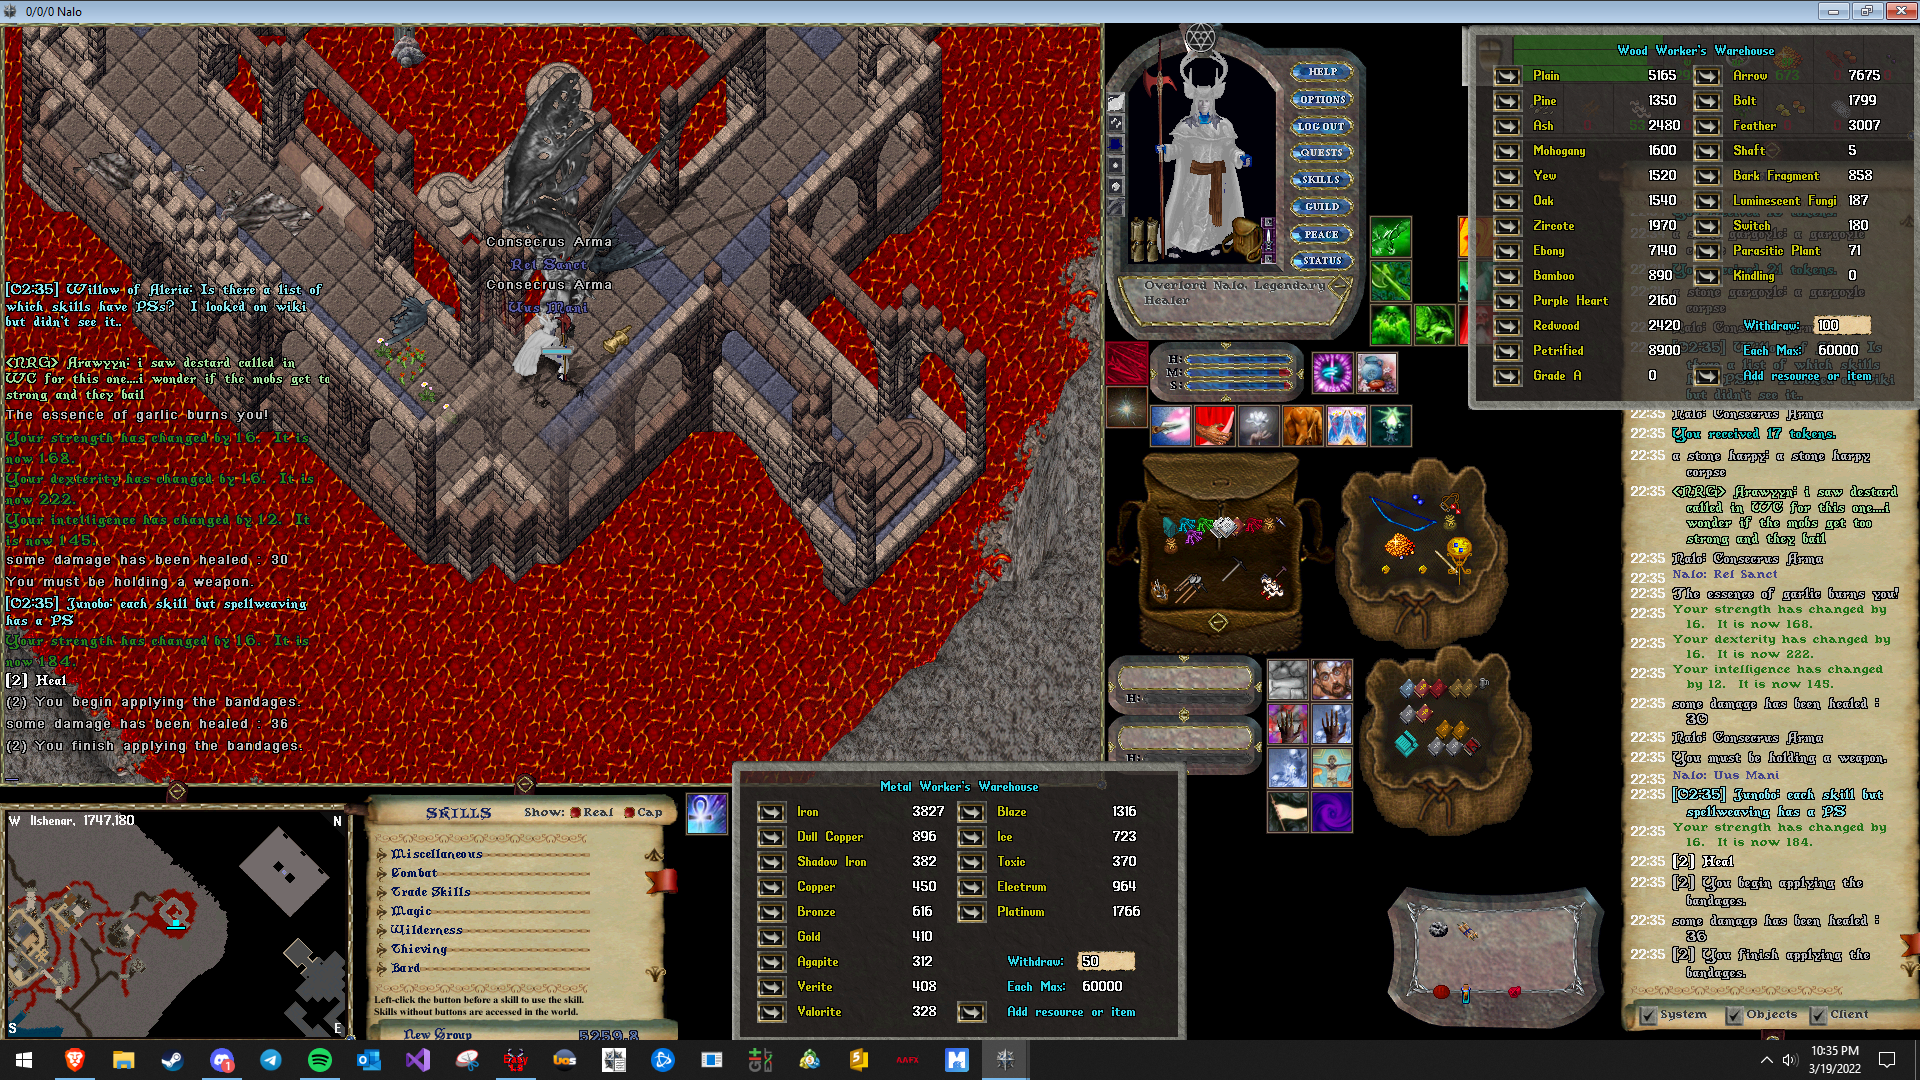 0/0/0 Nalo
Consecrus Arma
Rel Sanct
Consecrus Arma
Uus Mani
[02:35] Willow of Aleria: Is there a list of
which skills have PSs? I looked on wiki
but didn't see it..
<NRG> Arawyyn: i saw destard called in
WC for this one....i wonder if the mobs get to
strong and they bail
The essence of garlic burns you!
Your strength has changed by 16. It is
now 168.
Your dexterity has changed by 16. It is
now 222.
Your intelligence has changed by 12. It
is now 145.
some damage has been healed : 30
You must be holding a weapon.
[02:35] Junobo: each skill but spellweaving
has a PS
Your strength has changed by 16. It is
now 184.
[2] Heal
(2) You begin applying the bandages.
some damage has been healed : 36
(2) You finish applying the bandages.
HELP
OPTIONS
LOG OUT
QUESTS
SKILLS
GUILD
PEACE
STATUS
Overlord Nalo, Legendary
Healer
H:
M:
S:
H:
H:
Wood Worker's Warehouse
Plain 5165 Arrow 7675
Pine 1350 Bolt 1799
Ash 2480 Feather 3007
Mohogany 1600 Shaft 5
Yew 1520 Bark Fragment 858
Oak 1540 Luminescent Fungi 187
Zircote 1970 Switch 180
Ebony 7140 Parasitic Plant 71
Bamboo 890 Kindling 0
Purple Heart 2160
Redwood 2420 Withdraw: 100
Petrified 8900 Each Max: 60000
Grade A 0 Add resource or item
22:35 Nalo: Consecrus Arma
22:35 You received 17 tokens.
22:35 a stone harpy: a stone harpy
corpse
22:35 <NRG> Arawyyn: i saw destard
called in WC for this one....i
wonder if the mobs get too
strong and they bail
22:35 Nalo: Consecrus Arma
22:35 Nalo: Rel Sanct
22:35 The essence of garlic burns you!
22:35 Your strength has changed by
16. It is now 168.
22:35 Your dexterity has changed by
16. It is now 222.
22:35 Your intelligence has changed
by 12. It is now 145.
22:35 some damage has been healed :
30
22:35 Nalo: Consecrus Arma
22:35 You must be holding a weapon.
22:35 Nalo: Uus Mani
22:35 [02:35] Junobo: each skill but
spellweaving has a PS
22:35 Your strength has changed by
16. It is now 184.
22:35 [2] Heal
22:35 [2] You begin applying the
bandages.
22:35 some damage has been healed :
36
22:35 [2] You finish applying the
bandages.
System Objects Client
W Ilshenar, 1747,180 N
S E
SKILLS Show: Real Cap
Miscellaneous
Combat
Trade Skills
Magic
Wilderness
Thieving
Bard
Left-click the button before a skill to use the skill.
Skills without buttons are accessed in the world.
New Group 5259.8
Metal Worker's Warehouse
Iron 3827 Blaze 1316
Dull Copper 896 Ice 723
Shadow Iron 382 Toxic 370
Copper 450 Electrum 964
Bronze 616 Platinum 1766
Gold 410
Agapite 312 Withdraw: 50
Verite 408 Each Max: 60000
Valorite 328 Add resource or item
10:35 PM
3/19/2022